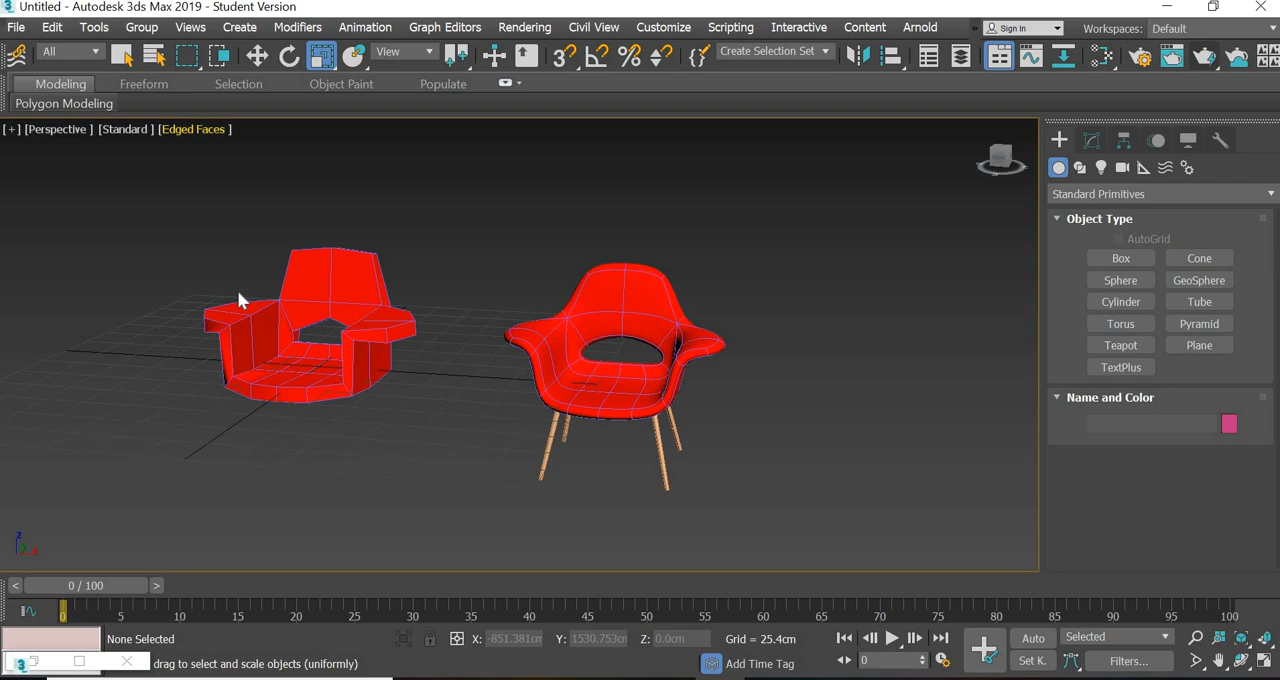 Untitled - Autodesk 3ds Max 2019 - Student Version
File Edit Tools Group Views Create Modifiers Animation Graph Editors Rendering Civil View Customize Scripting Interactive Content Arnold » Sign In Workspaces: Default
All View Create Selection Set
Modeling Freeform Selection Object Paint Populate
Polygon Modeling
[+] [Perspective ] [Standard ] [Edged Faces ]
Standard Primitives
Object Type
AutoGrid
Box Cone
Sphere GeoSphere
Cylinder Tube
Torus Pyramid
Teapot Plane
TextPlus
Name and Color
z
x
< 0 / 100 >
0 5 10 15 20 25 30 35 40 45 50 55 60 65 70 75 80 85 90 95 100
None Selected X: -851.381cm Y: 1530.753cm Z: 0.0cm Grid = 25.4cm Auto Selected
drag to select and scale objects (uniformly) Add Time Tag 0 Set K. Filters...